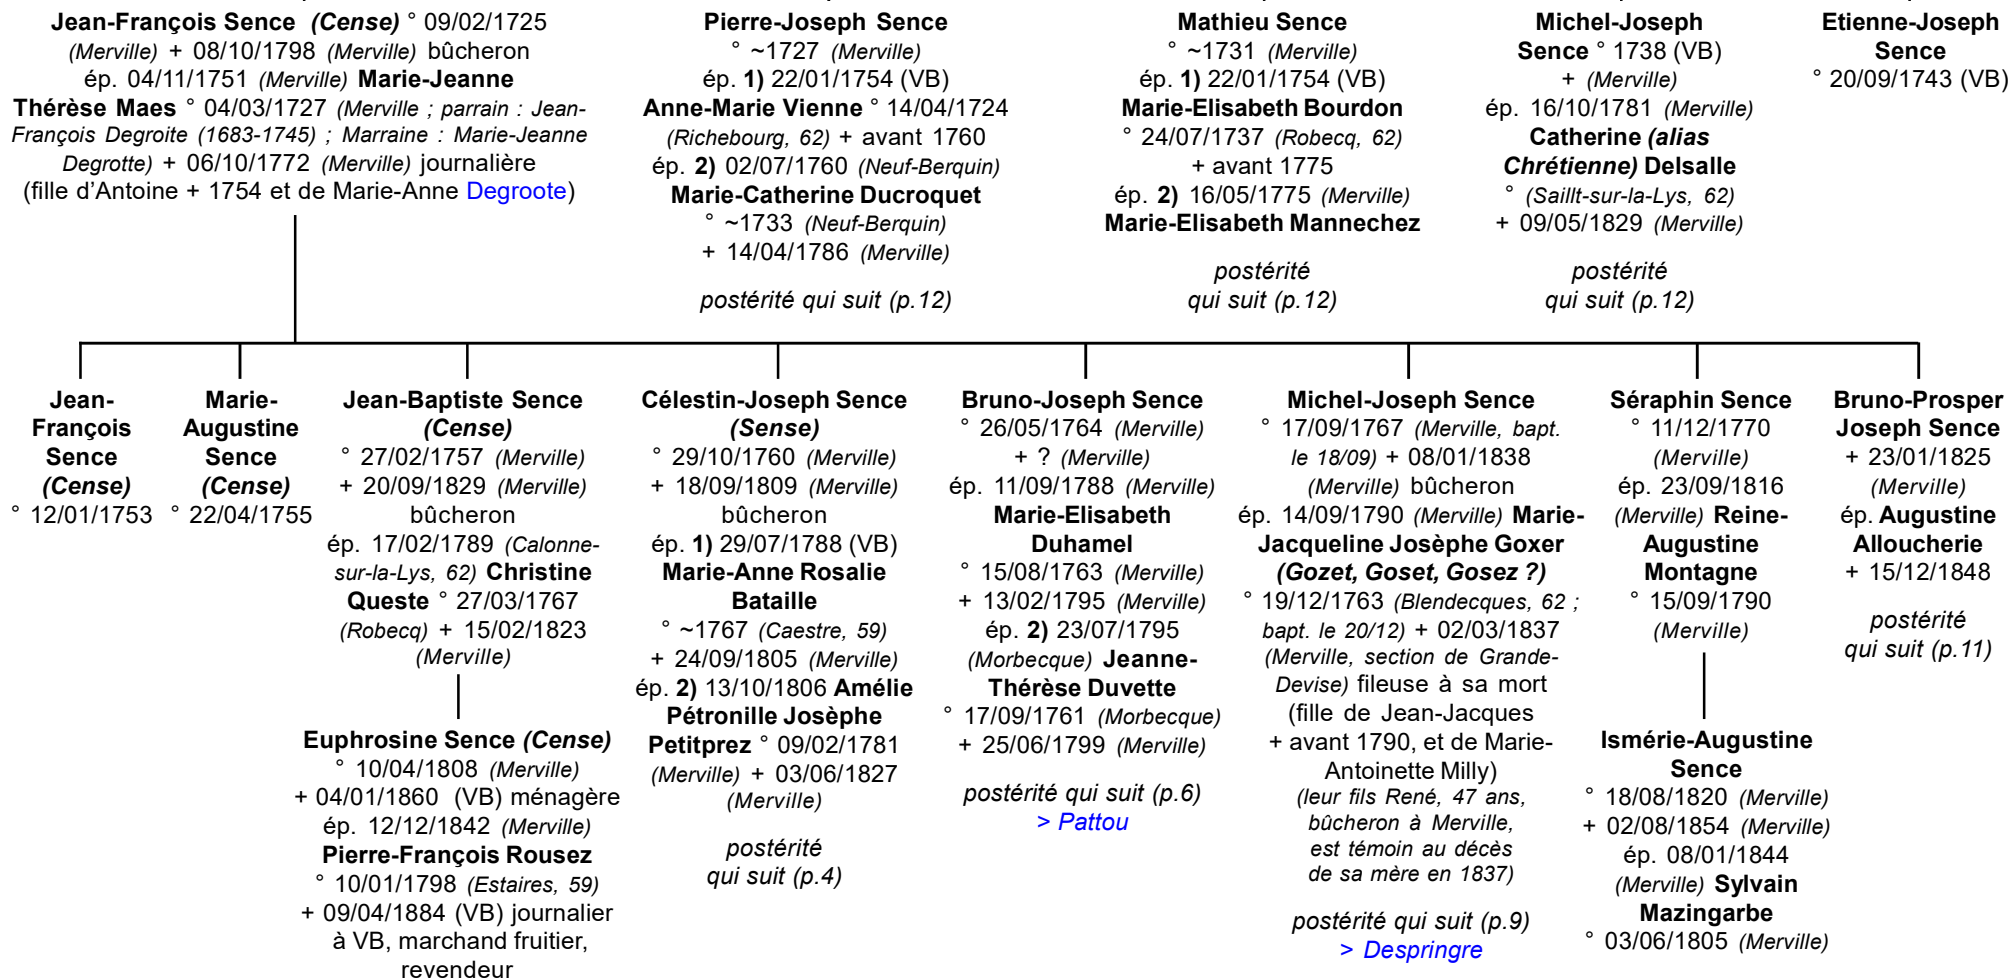 Jean-François Sence (Cense) ° 09/02/1725
(Merville) + 08/10/1798 (Merville) bûcheron
ép. 04/11/1751 (Merville) Marie-Jeanne
Thérèse Maes ° 04/03/1727 (Merville ; parrain : Jean-
François Degroite (1683-1745) ; Marraine : Marie-Jeanne
Degrotte) + 06/10/1772 (Merville) journalière
(fille d’Antoine + 1754 et de Marie-Anne Degroote)
Pierre-Joseph Sence
° ~1727 (Merville)
ép. 1) 22/01/1754 (VB)
Anne-Marie Vienne ° 14/04/1724
(Richebourg, 62) + avant 1760
ép. 2) 02/07/1760 (Neuf-Berquin)
Marie-Catherine Ducroquet
° ~1733 (Neuf-Berquin)
+ 14/04/1786 (Merville)
postérité qui suit (p.12)
Mathieu Sence
° ~1731 (Merville)
ép. 1) 22/01/1754 (VB)
Marie-Elisabeth Bourdon
° 24/07/1737 (Robecq, 62)
+ avant 1775
ép. 2) 16/05/1775 (Merville)
Marie-Elisabeth Mannechez
postérité
qui suit (p.12)
Michel-Joseph
Sence ° 1738 (VB)
+ (Merville)
ép. 16/10/1781 (Merville)
Catherine (alias
Chrétienne) Delsalle
° (Saillt-sur-la-Lys, 62)
+ 09/05/1829 (Merville)
postérité
qui suit (p.12)
Etienne-Joseph
Sence
° 20/09/1743 (VB)
Jean-
François
Sence
(Cense)
° 12/01/1753
Marie-
Augustine
Sence
(Cense)
° 22/04/1755
Jean-Baptiste Sence
(Cense)
° 27/02/1757 (Merville)
+ 20/09/1829 (Merville)
bûcheron
ép. 17/02/1789 (Calonne-
sur-la-Lys, 62) Christine
Queste ° 27/03/1767
(Robecq) + 15/02/1823
(Merville)
Euphrosine Sence (Cense)
° 10/04/1808 (Merville)
+ 04/01/1860 (VB) ménagère
ép. 12/12/1842 (Merville)
Pierre-François Rousez
° 10/01/1798 (Estaires, 59)
+ 09/04/1884 (VB) journalier
à VB, marchand fruitier,
revendeur
Célestin-Joseph Sence
(Sense)
° 29/10/1760 (Merville)
+ 18/09/1809 (Merville)
bûcheron
ép. 1) 29/07/1788 (VB)
Marie-Anne Rosalie
Bataille
° ~1767 (Caestre, 59)
+ 24/09/1805 (Merville)
ép. 2) 13/10/1806 Amélie
Pétronille Josèphe
Petitprez ° 09/02/1781
(Merville) + 03/06/1827
(Merville)
postérité
qui suit (p.4)
Bruno-Joseph Sence
° 26/05/1764 (Merville)
+ ? (Merville)
ép. 11/09/1788 (Merville)
Marie-Elisabeth
Duhamel
° 15/08/1763 (Merville)
+ 13/02/1795 (Merville)
ép. 2) 23/07/1795
(Morbecque) Jeanne-
Thérèse Duvette
° 17/09/1761 (Morbecque)
+ 25/06/1799 (Merville)
postérité qui suit (p.6)
> Pattou
Michel-Joseph Sence
° 17/09/1767 (Merville, bapt.
le 18/09) + 08/01/1838
(Merville) bûcheron
ép. 14/09/1790 (Merville) Marie-
Jacqueline Josèphe Goxer
(Gozet, Goset, Gosez ?)
° 19/12/1763 (Blendecques, 62 ;
bapt. le 20/12) + 02/03/1837
(Merville, section de Grande-
Devise) fileuse à sa mort
(fille de Jean-Jacques
+ avant 1790, et de Marie-
Antoinette Milly)
(leur fils René, 47 ans,
bûcheron à Merville,
est témoin au décès
de sa mère en 1837)
postérité qui suit (p.9)
> Despringre
Séraphin Sence
° 11/12/1770
(Merville)
ép. 23/09/1816
(Merville) Reine-
Augustine
Montagne
° 15/09/1790
(Merville)
Ismérie-Augustine
Sence
° 18/08/1820 (Merville)
+ 02/08/1854 (Merville)
ép. 08/01/1844
(Merville) Sylvain
Mazingarbe
° 03/06/1805 (Merville)
Bruno-Prosper
Joseph Sence
+ 23/01/1825
(Merville)
ép. Augustine
Alloucherie
+ 15/12/1848
postérité
qui suit (p.11)